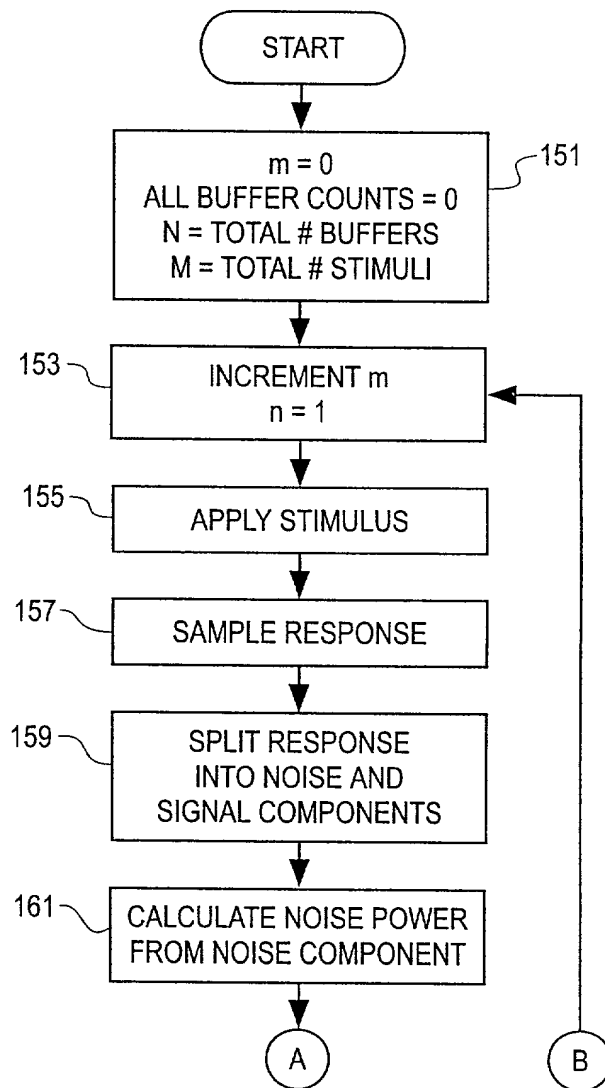 START
151
m = 0
ALL BUFFER COUNTS = 0
N = TOTAL # BUFFERS
M = TOTAL # STIMULI
153
INCREMENT m
n = 1
155
APPLY STIMULUS
157
SAMPLE RESPONSE
159
SPLIT RESPONSE
INTO NOISE AND
SIGNAL COMPONENTS
161
CALCULATE NOISE POWER
FROM NOISE COMPONENT
A
B